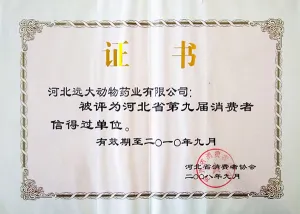 证书
河北远大动物药业有限公司:
被评为河北省第九届消费者
信得过单位。
有效期至二〇一〇年九月
河北省消费者协会
二〇〇八年九月